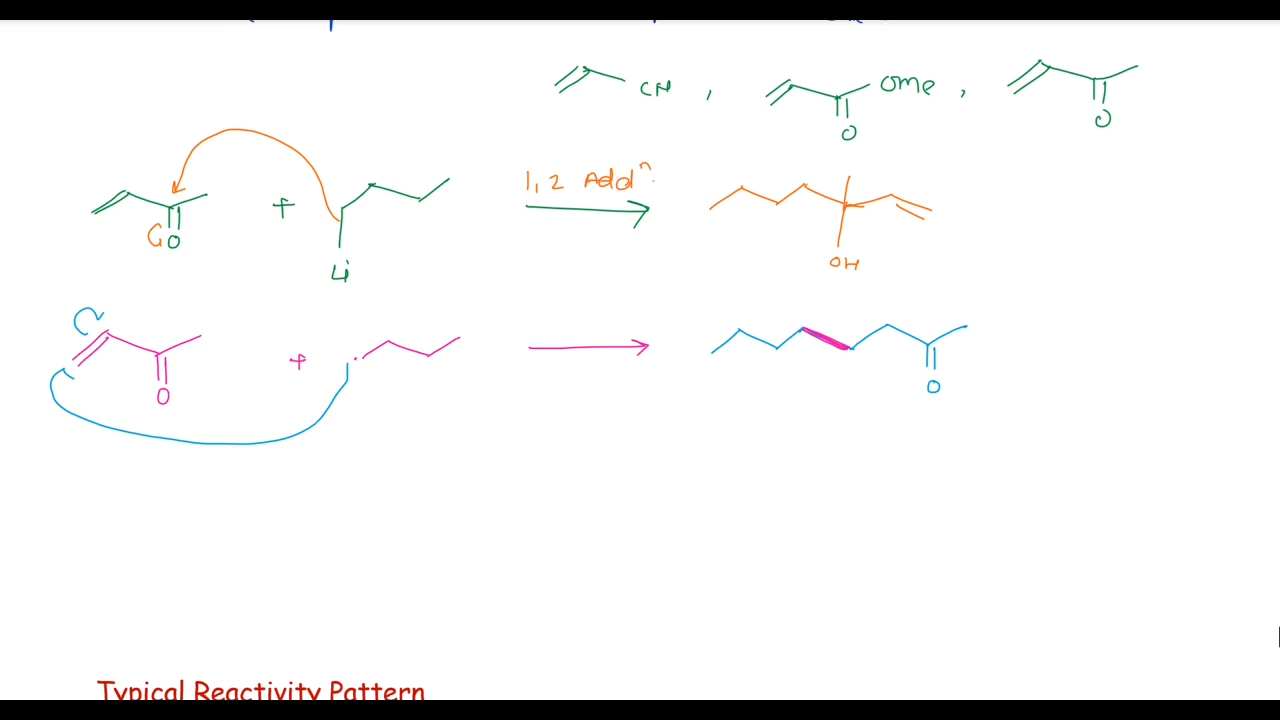 CN , OMe ,
O O
1,2 Addⁿ.
+
O
Li OH
+
O O
Typical Reactivity Pattern